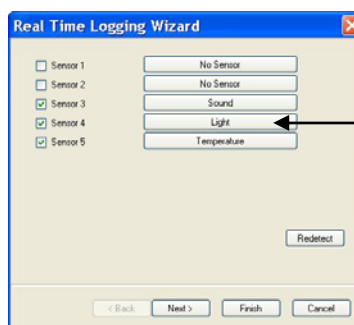 Real Time Logging Wizard
Sensor 1 No Sensor
Sensor 2 No Sensor
Sensor 3 Sound
Sensor 4 Light
Sensor 5 Temperature
Redetect
< Back Next > Finish Cancel